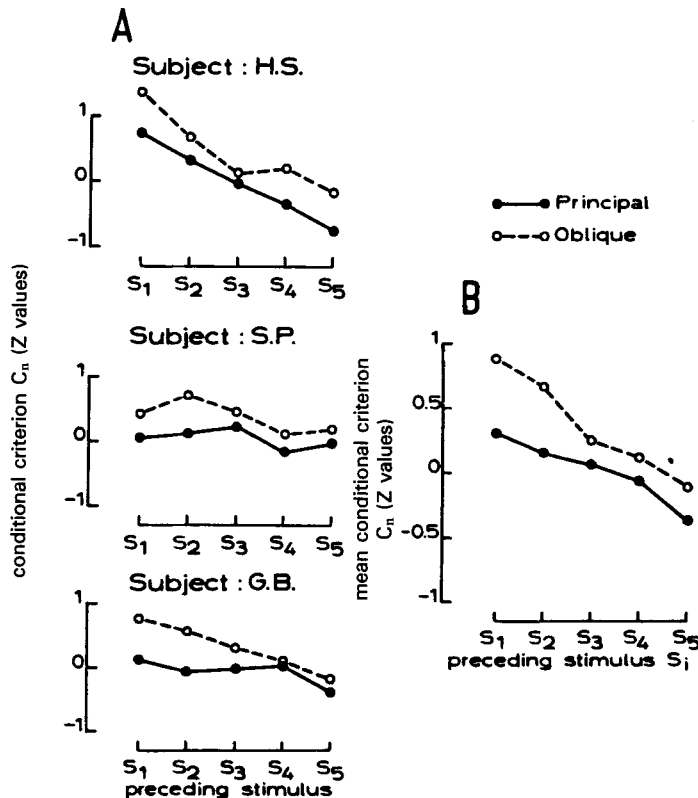 A
Subject : H.S.
1
0
-1
S1 S2 S3 S4 S5
Principal
Oblique
conditional criterion Cn (Z values)
Subject : S.P.
1
0
-1
S1 S2 S3 S4 S5
Subject : G.B.
1
0
-1
S1 S2 S3 S4 S5
preceding stimulus
B
mean conditional criterion
Cn (Z values)
1
0.5
0
-0.5
-1
S1 S2 S3 S4 S5
preceding stimulus Si